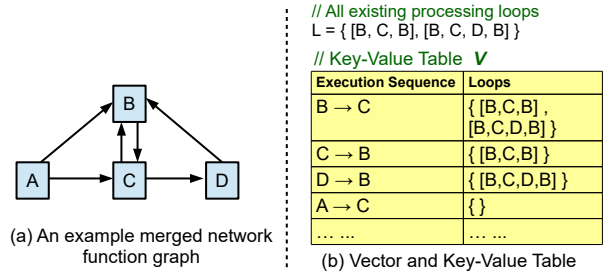 B
A
C
D
(a) An example merged network
function graph
// All existing processing loops
L = { [B, C, B], [B, C, D, B] }
// Key-Value Table V
Execution Sequence Loops
B → C { [B,C,B] ,
[B,C,D,B] }
C → B { [B,C,B] }
D → B { [B,C,D,B] }
A → C { }
... ... ... ...
(b) Vector and Key-Value Table